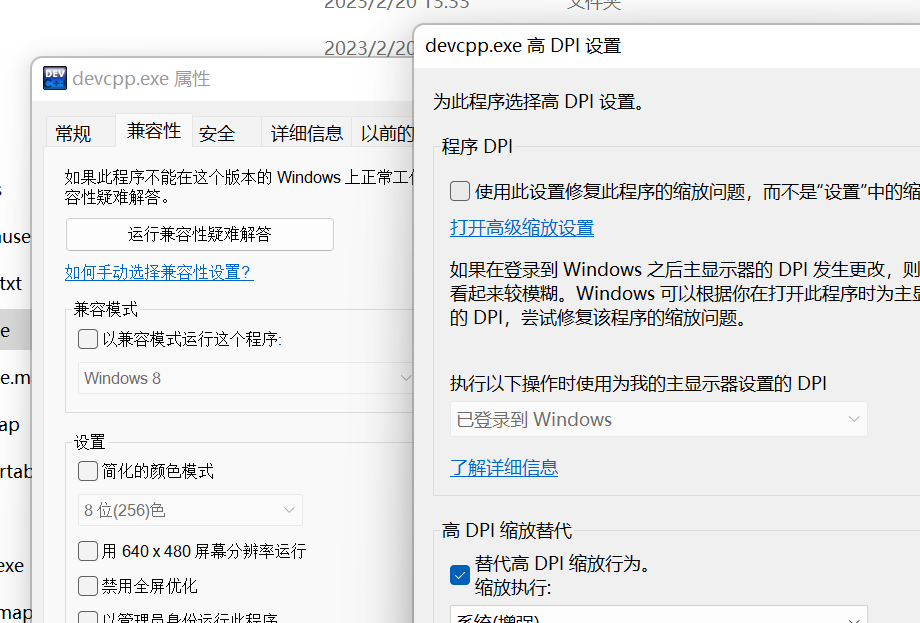 2023/2/20 13:33
文件夹
2023/2/20
devcpp.exe 属性
常规
兼容性
安全
详细信息
以前的
如果此程序不能在这个版本的 Windows 上正常工作
容性疑难解答。
运行兼容性疑难解答
如何手动选择兼容性设置?
兼容模式
以兼容模式运行这个程序:
Windows 8
设置
简化的颜色模式
8 位(256)色
用 640 x 480 屏幕分辨率运行
禁用全屏优化
以管理员身份运行此程序
use
txt
e
e.m
ap
rtab
exe
map
devcpp.exe 高 DPI 设置
为此程序选择高 DPI 设置。
程序 DPI
使用此设置修复此程序的缩放问题，而不是“设置”中的缩
打开高级缩放设置
如果在登录到 Windows 之后主显示器的 DPI 发生更改，则
看起来较模糊。Windows 可以根据你在打开此程序时为主显
的 DPI，尝试修复该程序的缩放问题。
执行以下操作时使用为我的主显示器设置的 DPI
已登录到 Windows
了解详细信息
高 DPI 缩放替代
替代高 DPI 缩放行为。
缩放执行:
系统(增强)